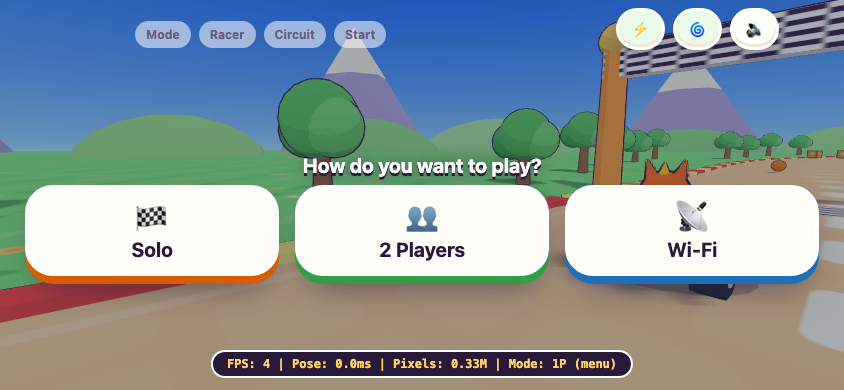 Mode Racer Circuit Start
How do you want to play?
Solo 2 Players Wi-Fi
FPS: 4 | Pose: 0.0ms | Pixels: 0.33M | Mode: 1P (menu)